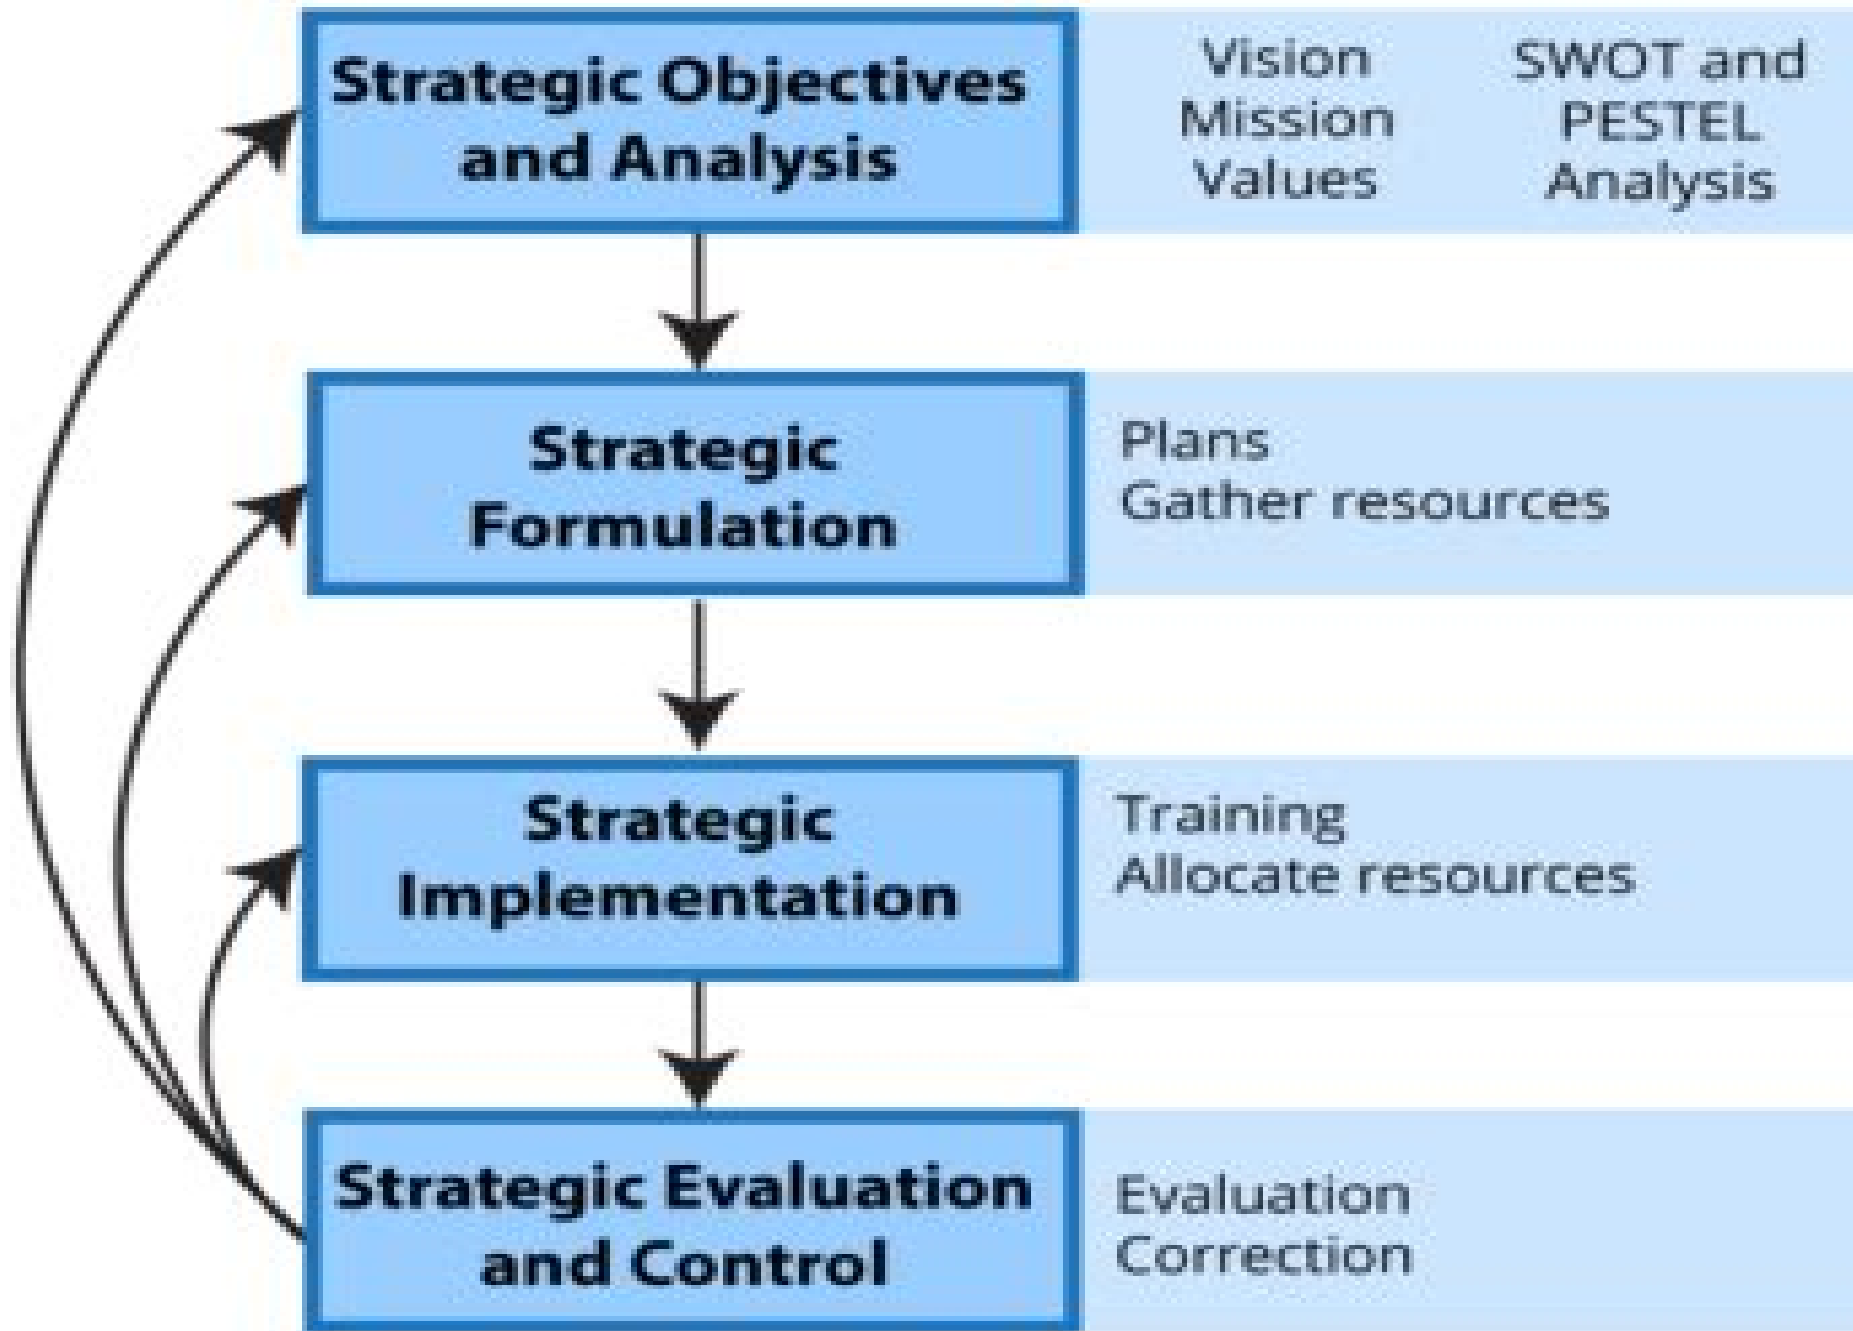 Strategic Objectives
and Analysis
Vision
Mission
Values
SWOT and
PESTEL
Analysis
Strategic
Formulation
Plans
Gather resources
Strategic
Implementation
Training
Allocate resources
Strategic Evaluation
and Control
Evaluation
Correction